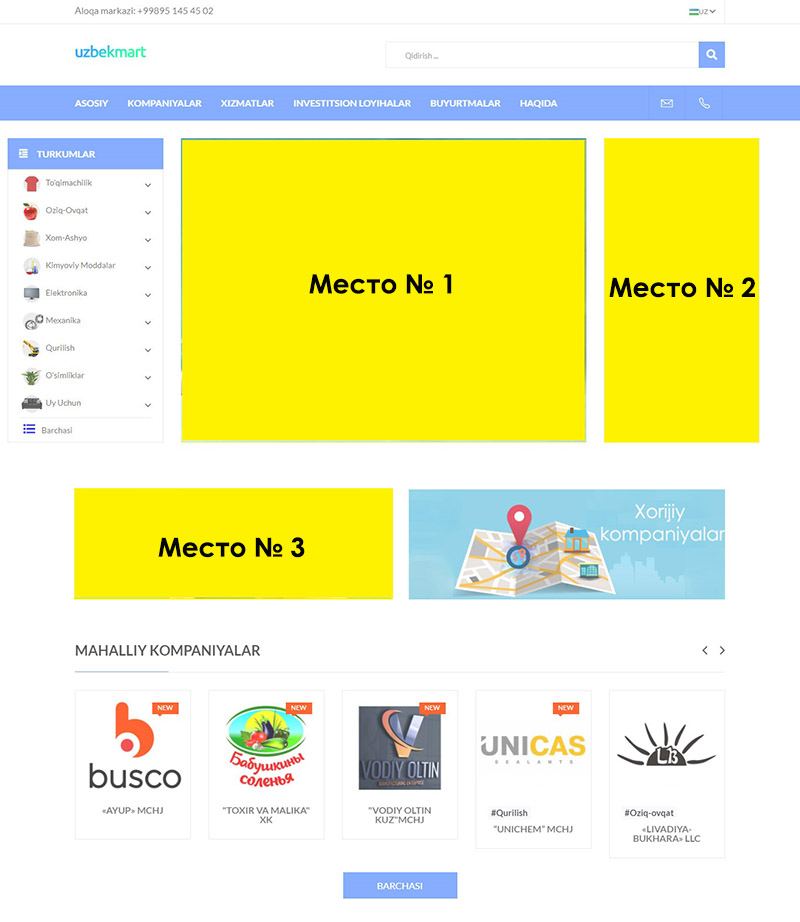 Aloqa markazi: +99895 145 45 02
UZ
uzbekmart
Qidirish ...
ASOSIY KOMPANIYALAR XIZMATLAR INVESTITSION LOYIHALAR BUYURTMALAR HAQIDA
TURKUMLAR
To'qimachilik
Oziq-Ovqat
Xom-Ashyo
Kimyoviy Moddalar
Elektronika
Mexanika
Qurilish
O'simliklar
Uy Uchun
Barchasi
Место № 1
Место № 2
Место № 3
Xorijiy
kompaniyalar
MAHALLIY KOMPANIYALAR
NEW
busco
«AYUP» MCHJ
NEW
Бабушкины
соленья
"TOXIR VA MALIKA"
XK
NEW
VODIY OLTIN
"VODIY OLTIN
KUZ"MCHJ
NEW
UNICAS
SEALANTS
#Qurilish
"UNICHEM" MCHJ
LB
#Oziq-ovqat
«LIVADIYA-
BUKHARA» LLC
BARCHASI